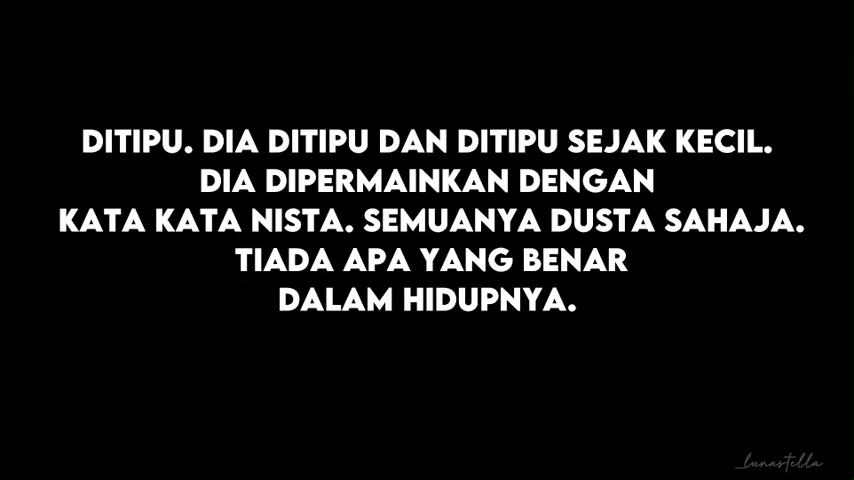 DITIPU. DIA DITIPU DAN DITIPU SEJAK KECIL.
DIA DIPERMAINKAN DENGAN
KATA KATA NISTA. SEMUANYA DUSTA SAHAJA.
TIADA APA YANG BENAR
DALAM HIDUPNYA.
_lunastella